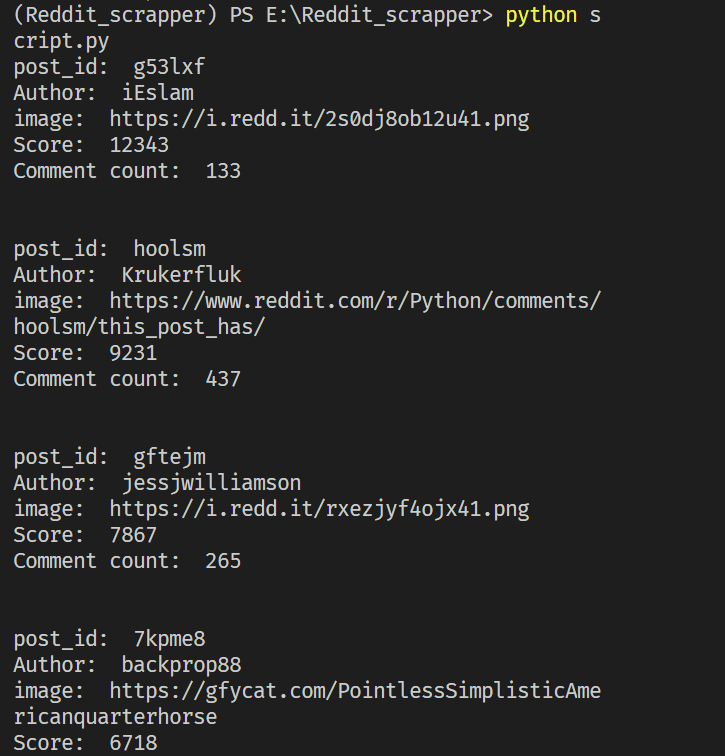 (Reddit_scrapper) PS E:\Reddit_scrapper> python s
cript.py
post_id:  g53lxf
Author:  iEslam
image:  https://i.redd.it/2s0dj8ob12u41.png
Score:  12343
Comment count:  133
post_id:  hoolsm
Author:  Krukerfluk
image:  https://www.reddit.com/r/Python/comments/
hoolsm/this_post_has/
Score:  9231
Comment count:  437
post_id:  gftejm
Author:  jessjwilliamson
image:  https://i.redd.it/rxezjyf4ojx41.png
Score:  7867
Comment count:  265
post_id:  7kpme8
Author:  backprop88
image:  https://gfycat.com/PointlessSimplisticAme
ricanquarterhorse
Score:  6718